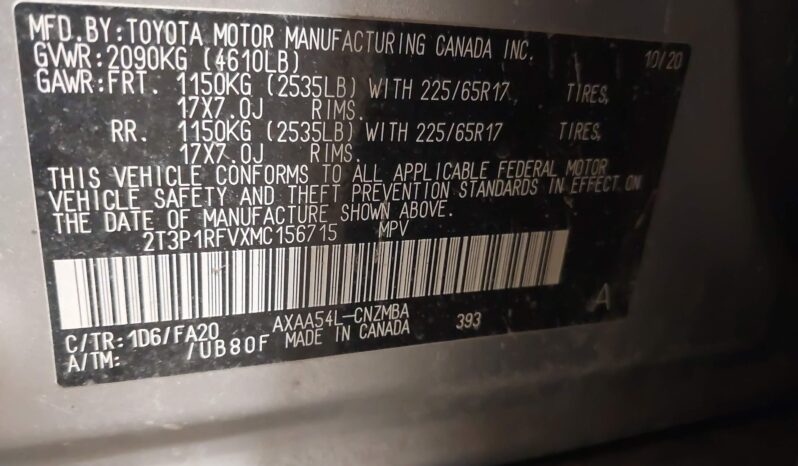 MFD.BY:TOYOTA MOTOR MANUFACTURING CANADA INC.
GVWR:2090KG (4610LB) 10/20
GAWR:FRT. 1150KG (2535LB) WITH 225/65R17 TIRES,
17X7.0J RIMS.
RR. 1150KG (2535LB) WITH 225/65R17 TIRES,
17X7.0J RIMS.
THIS VEHICLE CONFORMS TO ALL APPLICABLE FEDERAL MOTOR
VEHICLE SAFETY AND THEFT PREVENTION STANDARDS IN EFFECT ON
THE DATE OF MANUFACTURE SHOWN ABOVE.
2T3P1RFVXMC156715 MPV
A
C/TR:1D6/FA20 AXAA54L-CNZMBA 393
A/TM: /UB80F MADE IN CANADA